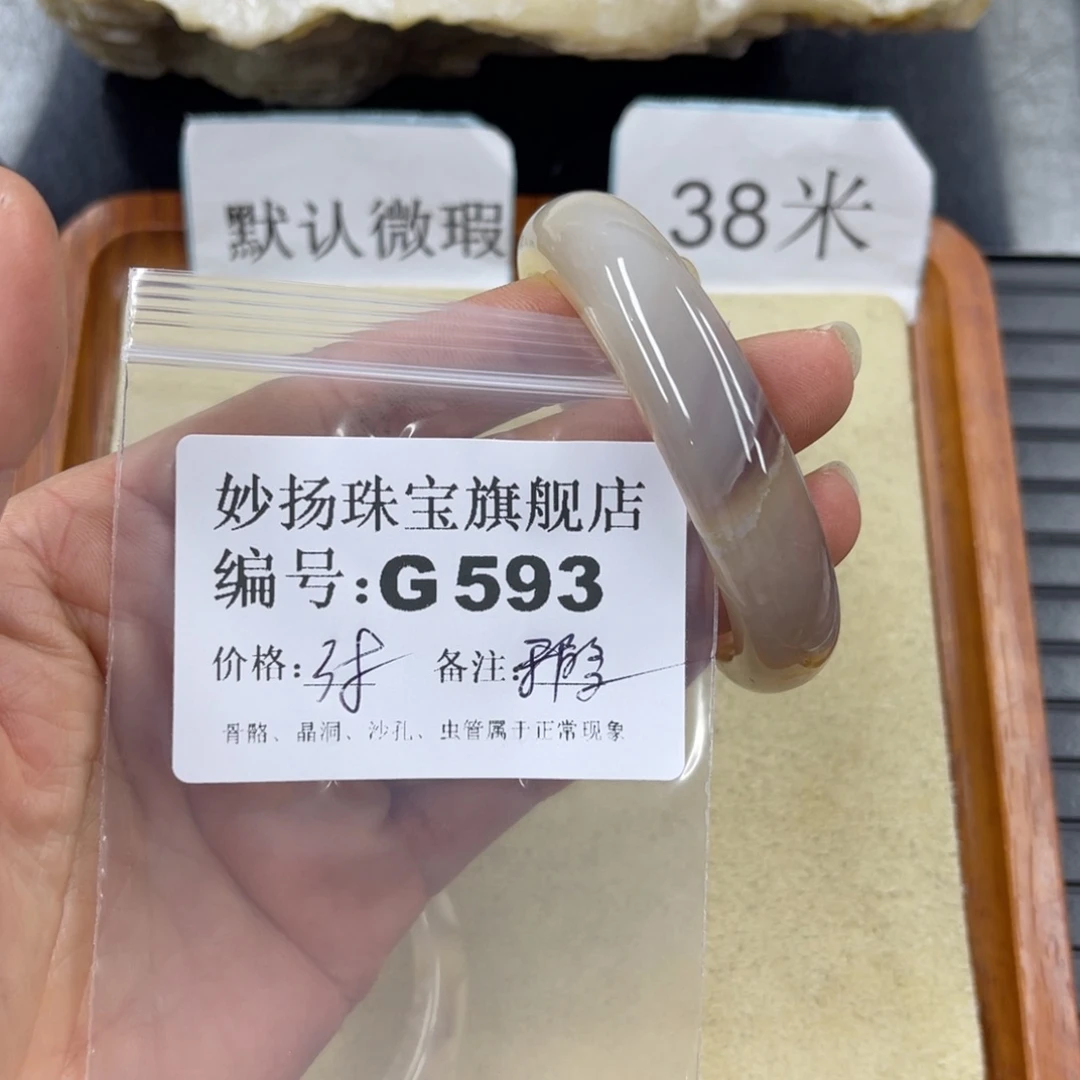 默认微瑕
38米
妙扬珠宝旗舰店
编号:G593
价格: 备注:
骨骼、晶洞、沙孔、虫管属于正常现象